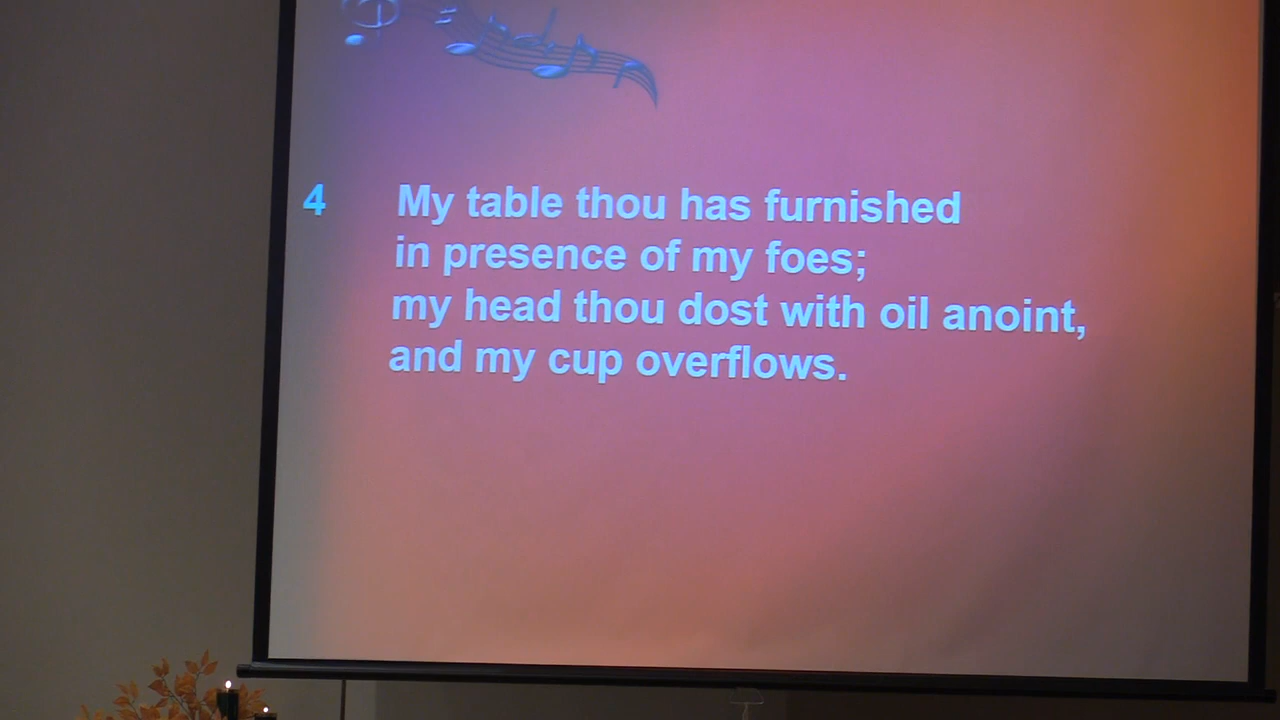 4 My table thou has furnished
in presence of my foes;
my head thou dost with oil anoint,
and my cup overflows.